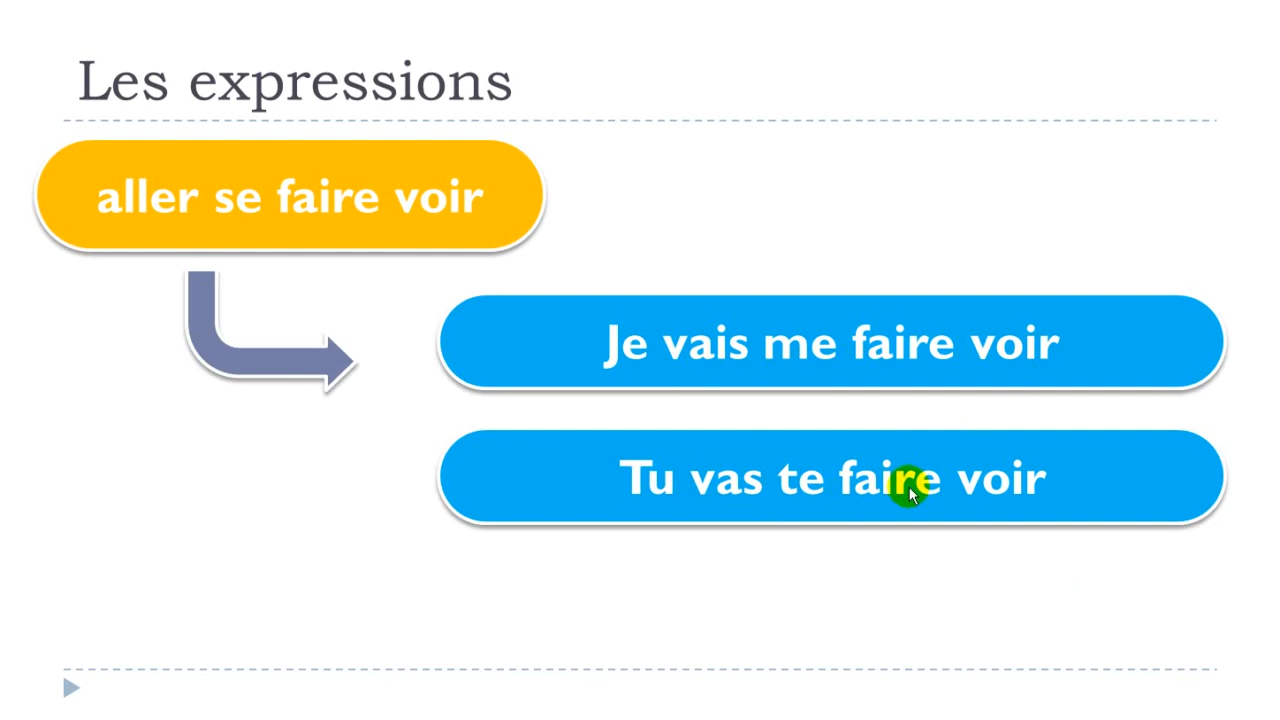 Les expressions
aller se faire voir
Je vais me faire voir
Tu vas te faire voir